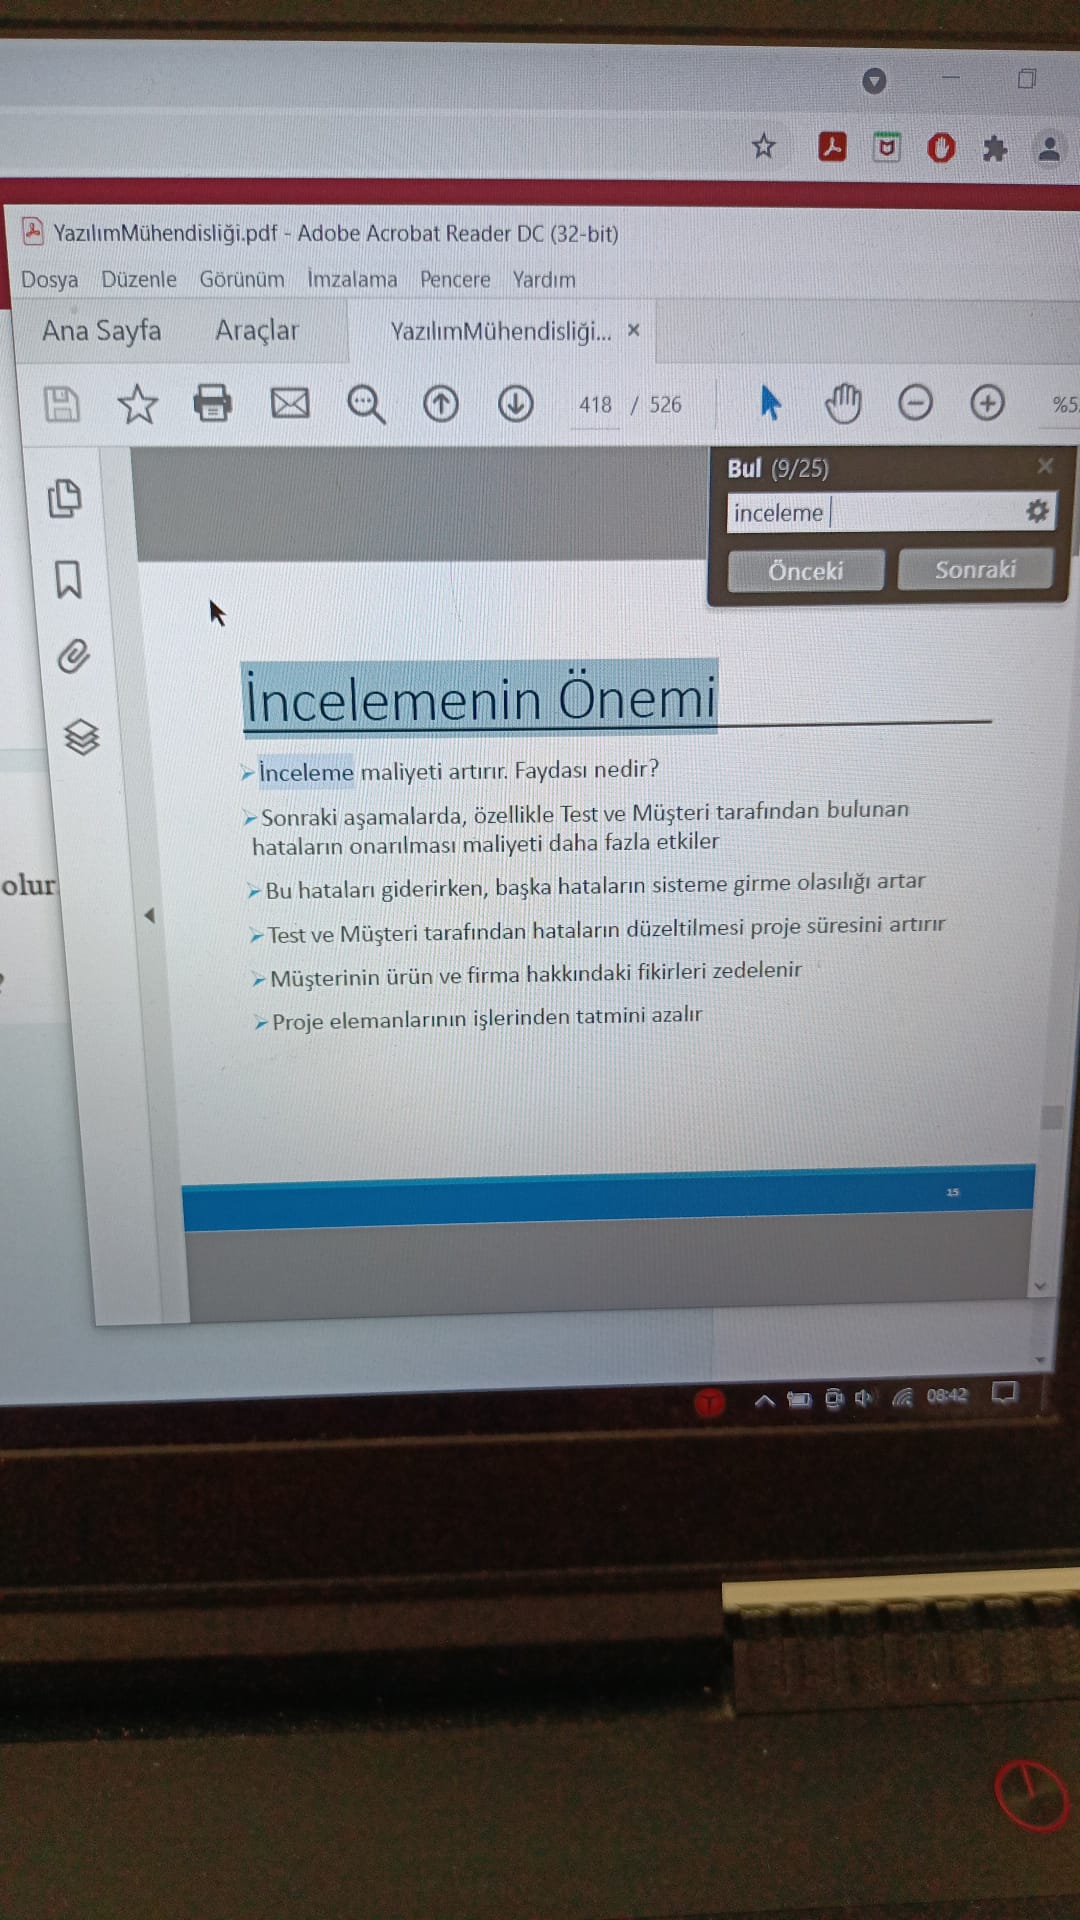 YazılımMühendisliği.pdf - Adobe Acrobat Reader DC (32-bit)
Dosya Düzenle Görünüm İmzalama Pencere Yardım
Ana Sayfa Araçlar YazılımMühendisliği... ×
418 / 526 %5
Bul (9/25)
inceleme
Önceki Sonraki
İncelemenin Önemi
İnceleme maliyeti artırır. Faydası nedir?
Sonraki aşamalarda, özellikle Test ve Müşteri tarafından bulunan
hataların onarılması maliyeti daha fazla etkiler
Bu hataları giderirken, başka hataların sisteme girme olasılığı artar
Test ve Müşteri tarafından hataların düzeltilmesi proje süresini artırır
Müşterinin ürün ve firma hakkındaki fikirleri zedelenir
Proje elemanlarının işlerinden tatmini azalır
olur
?
15
08:42